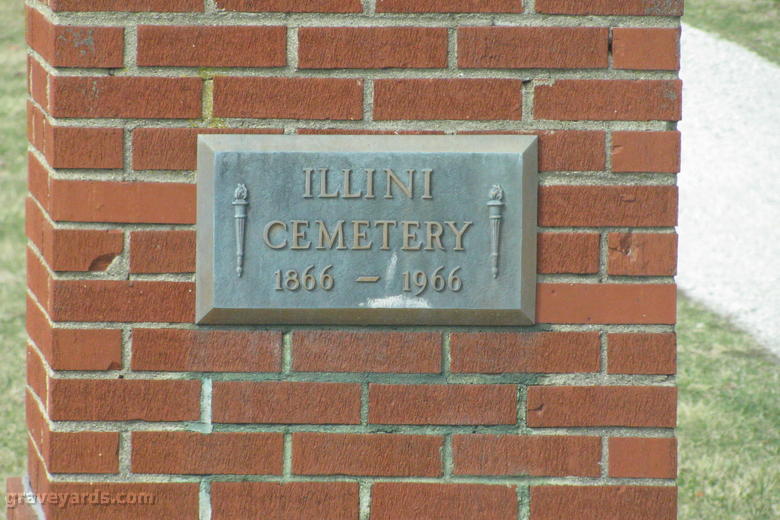 ILLINI
CEMETERY
1866 – 1966
graveyards.com